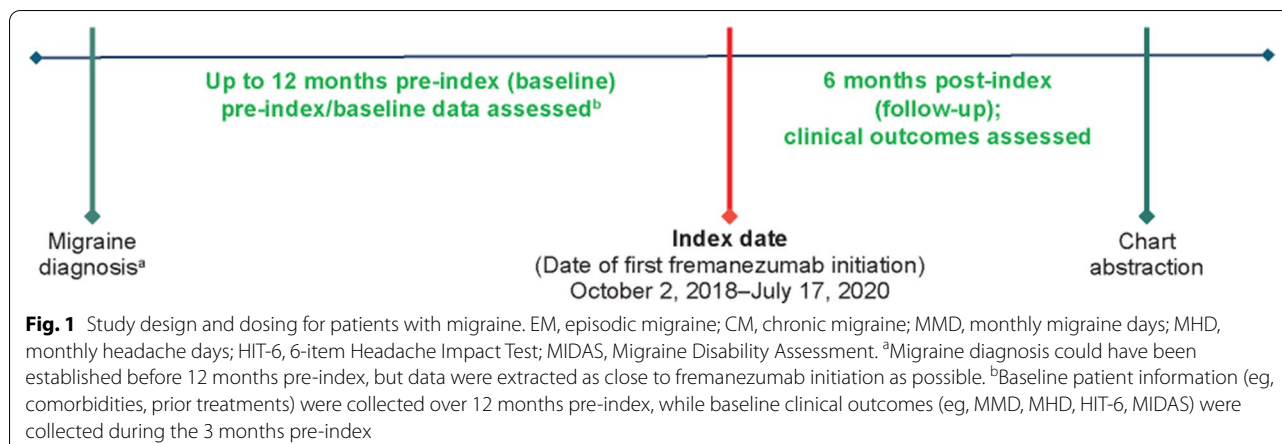 Up to 12 months pre-index (baseline)
pre-index/baseline data assessedᵇ
6 months post-index
(follow-up);
clinical outcomes assessed
Migraine
diagnosisᵃ
Index date
(Date of first fremanezumab initiation)
October 2, 2018–July 17, 2020
Chart
abstraction
Fig. 1 Study design and dosing for patients with migraine. EM, episodic migraine; CM, chronic migraine; MMD, monthly migraine days; MHD,
monthly headache days; HIT-6, 6-item Headache Impact Test; MIDAS, Migraine Disability Assessment. ᵃMigraine diagnosis could have been
established before 12 months pre-index, but data were extracted as close to fremanezumab initiation as possible. ᵇBaseline patient information (eg,
comorbidities, prior treatments) were collected over 12 months pre-index, while baseline clinical outcomes (eg, MMD, MHD, HIT-6, MIDAS) were
collected during the 3 months pre-index